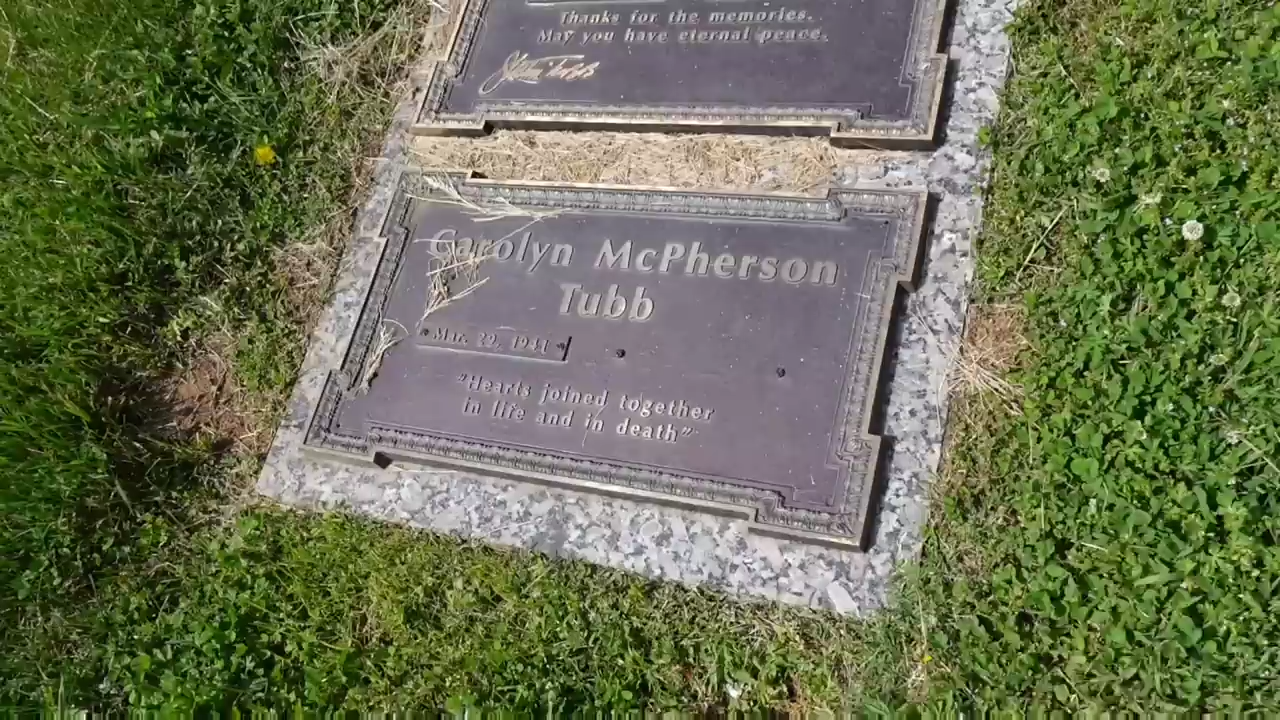 Thanks for the memories.
May you have eternal peace.
Carolyn McPherson
Tubb
Mar. 22, 1941
"Hearts joined together
in life and in death"